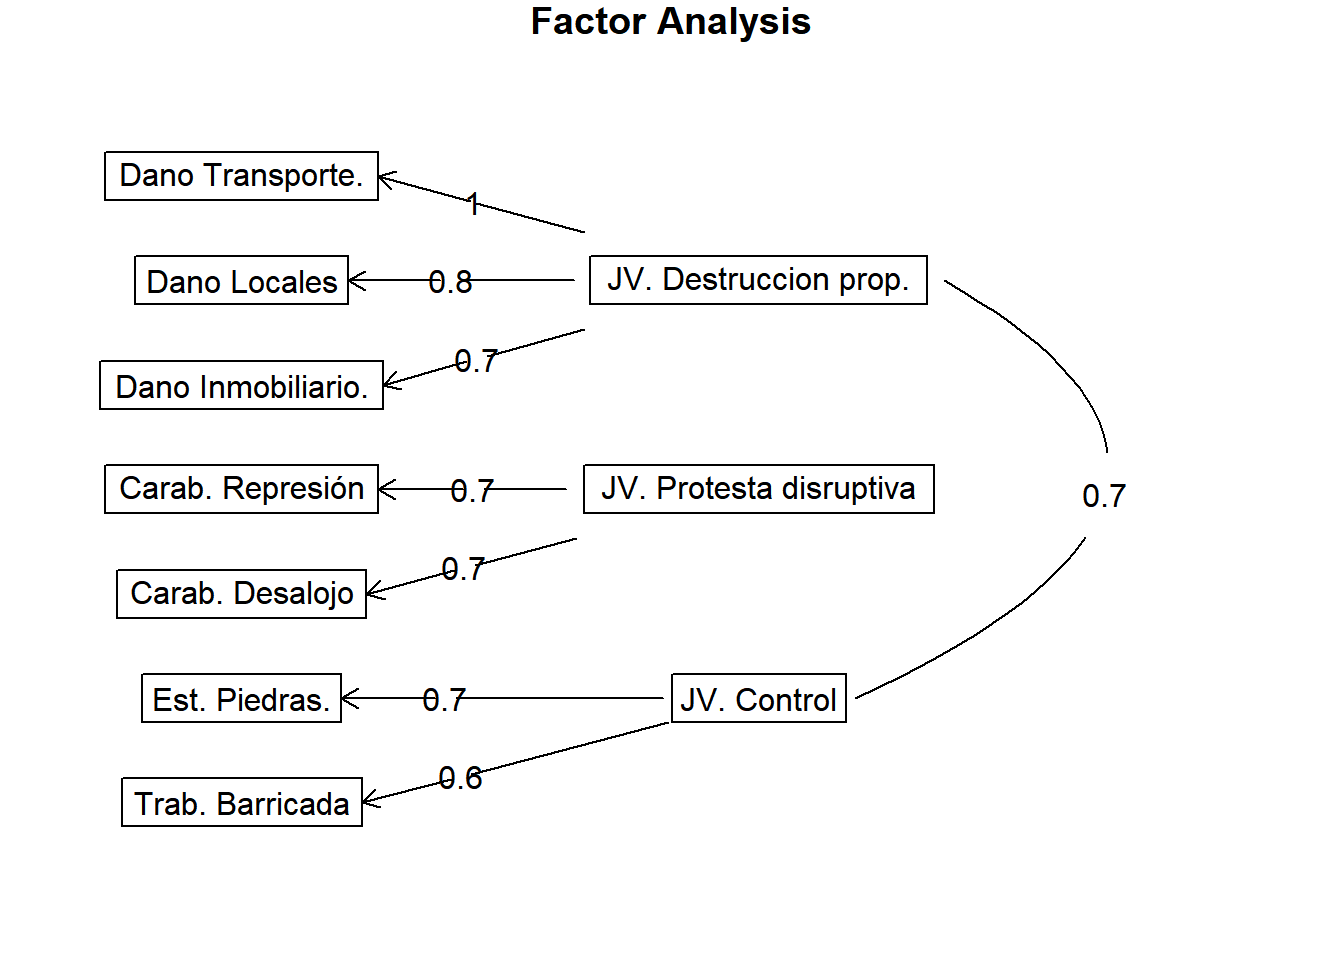 Factor Analysis
Dano Transporte.
1
Dano Locales
0.8
JV. Destruccion prop.
Dano Inmobiliario.
0.7
Carab. Represión
0.7
JV. Protesta disruptiva
0.7
Carab. Desalojo
0.7
Est. Piedras.
0.7
JV. Control
Trab. Barricada
0.6